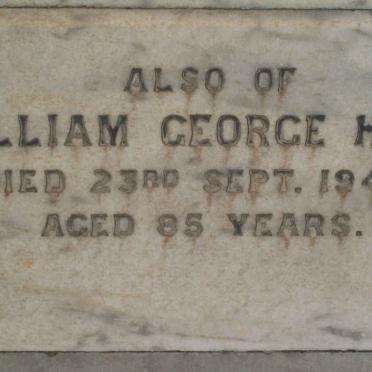 ALSO OF
LLIAM GEORGE H
IED 23RD SEPT. 194
AGED 85 YEARS.